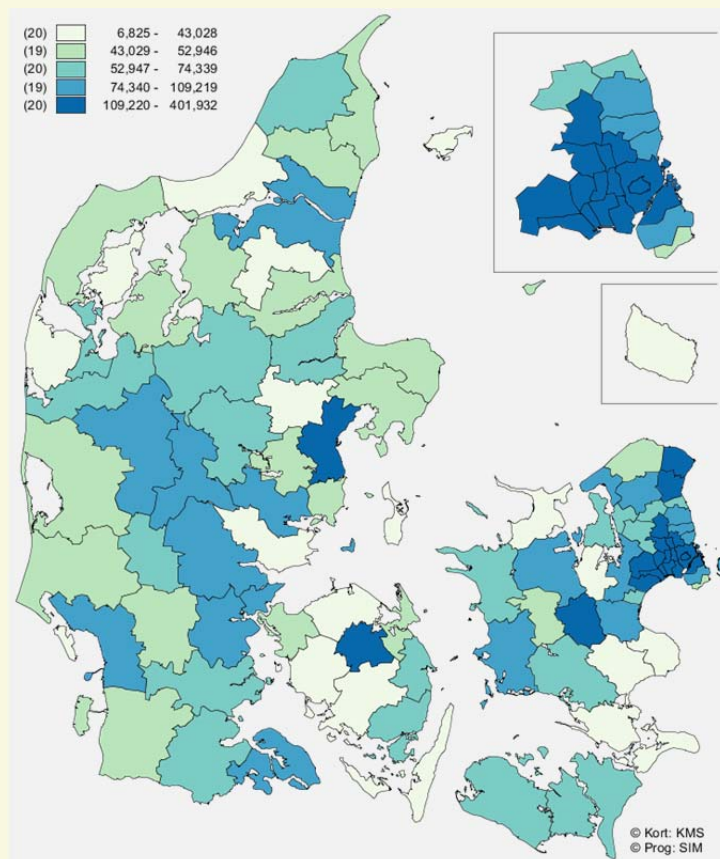 (20) 6,825 - 43,028
(19) 43,029 - 52,946
(20) 52,947 - 74,339
(19) 74,340 - 109,219
(20) 109,220 - 401,932
© Kort: KMS
© Prog: SIM